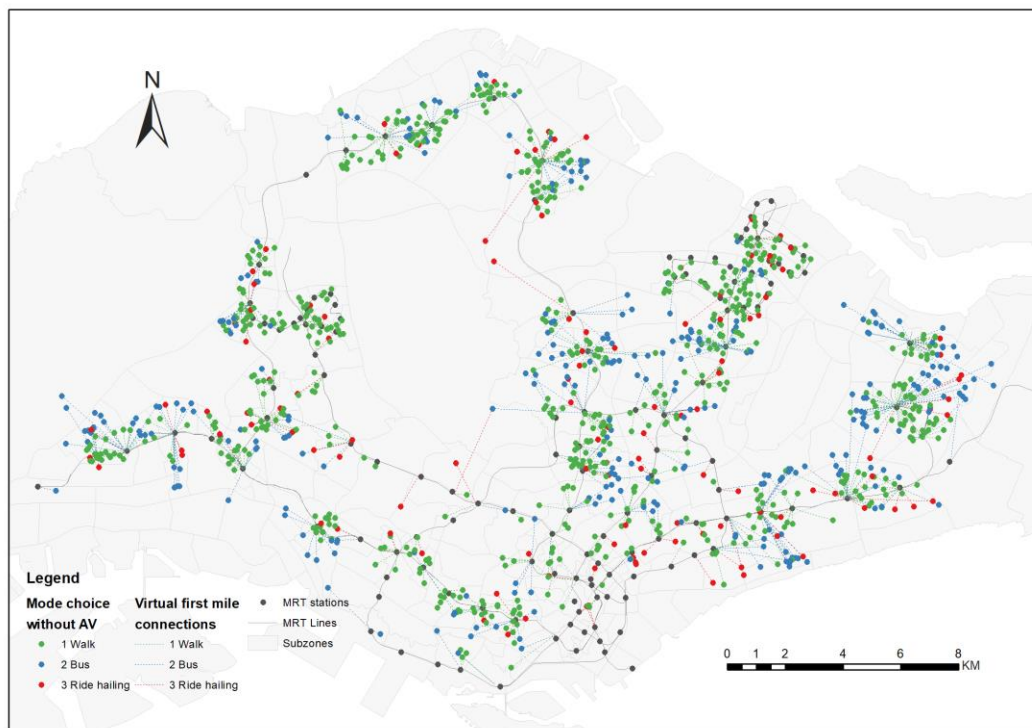 N
Legend
Mode choice without AV
1 Walk
2 Bus
3 Ride hailing
Virtual first mile connections
1 Walk
2 Bus
3 Ride hailing
MRT stations
MRT Lines
Subzones
0 1 2 4 6 8
KM